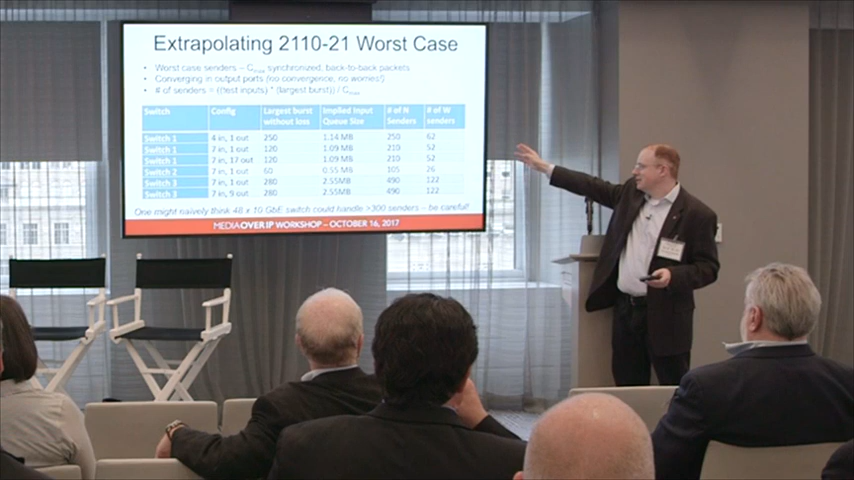 Extrapolating 2110-21 Worst Case
• Worst case senders – Cmax synchronized, back-to-back packets
• Converging in output ports (no convergence, no worries!)
• # of senders = ((test inputs) * (largest burst)) / Cmax
Switch Config Largest burst without loss Implied Input Queue Size # of N Senders # of W senders
Switch 1 4 in, 1 out 250 1.14 MB 250 62
Switch 1 7 in, 1 out 120 1.09 MB 210 52
Switch 1 7 in, 17 out 120 1.09 MB 210 52
Switch 2 7 in, 1 out 60 0.55 MB 105 26
Switch 3 7 in, 1 out 280 2.55MB 490 122
Switch 3 7 in, 9 out 280 2.55MB 490 122
One might naively think 48 x 10 GbE switch could handle >300 senders – be careful!
MEDIA OVER IP WORKSHOP – OCTOBER 16, 2017